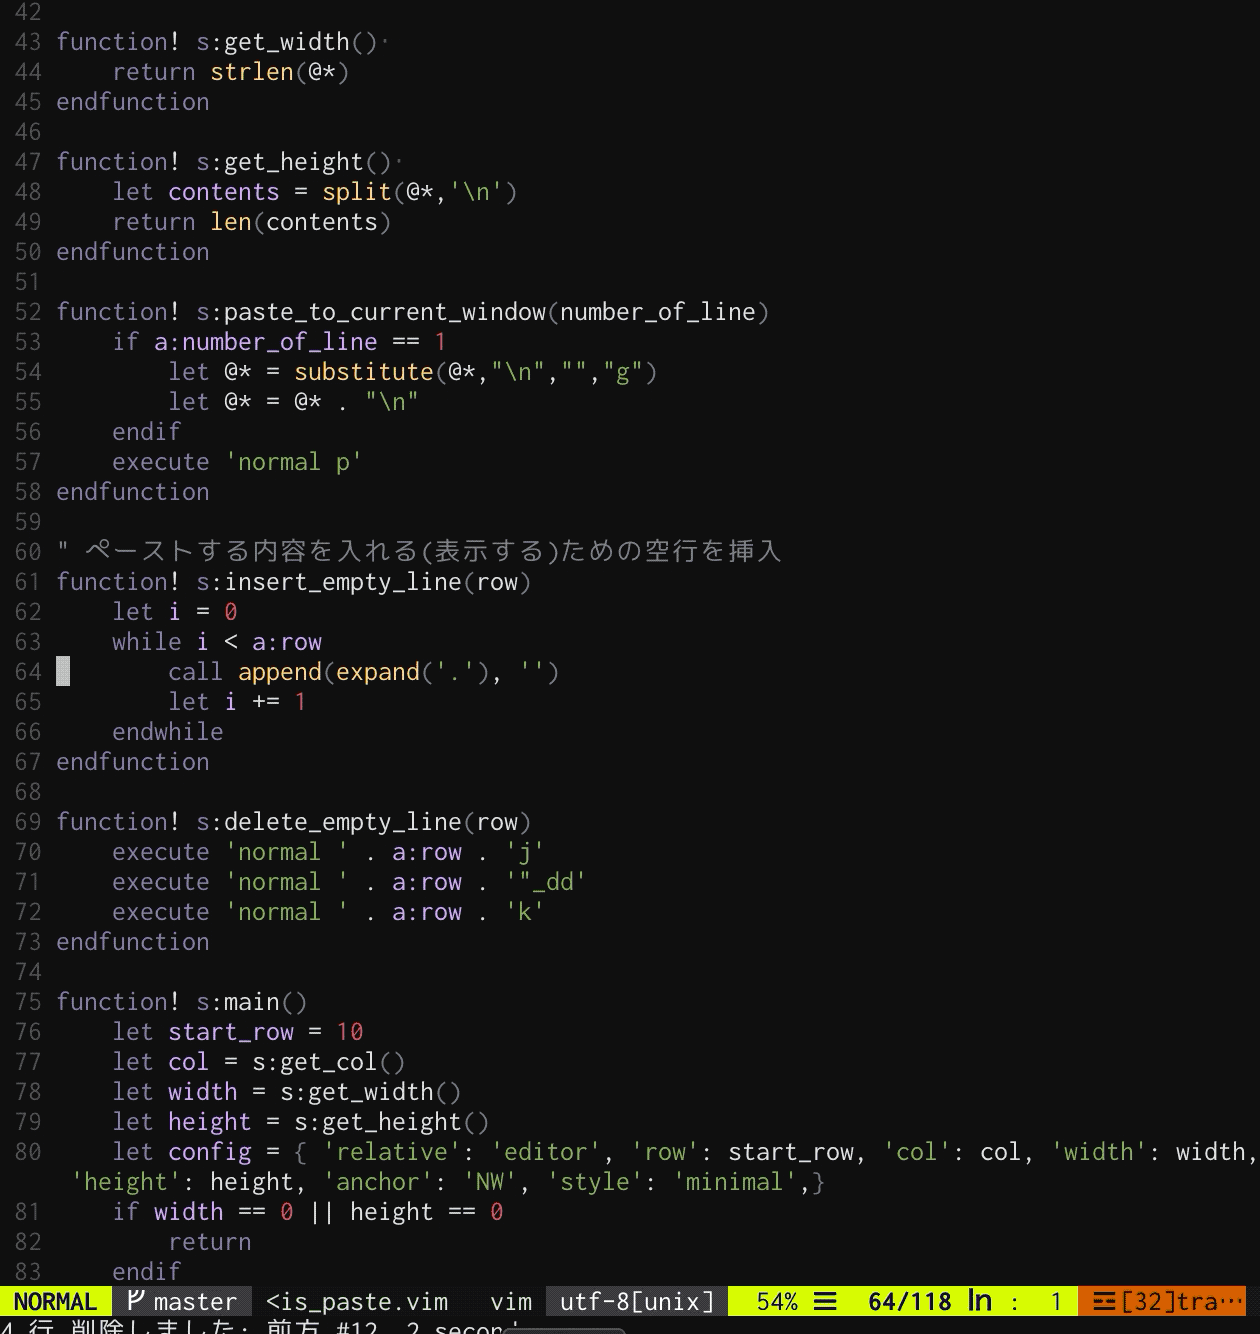 42
43 function! s:get_width()·
44     return strlen(@*)
45 endfunction
46
47 function! s:get_height()·
48     let contents = split(@*,'\n')
49     return len(contents)
50 endfunction
51
52 function! s:paste_to_current_window(number_of_line)
53     if a:number_of_line == 1
54         let @* = substitute(@*,"\n","","g")
55         let @* = @* . "\n"
56     endif
57     execute 'normal p'
58 endfunction
59
60 " ペーストする内容を入れる(表示する)ための空行を挿入
61 function! s:insert_empty_line(row)
62     let i = 0
63     while i < a:row
64         call append(expand('.'), '')
65         let i += 1
66     endwhile
67 endfunction
68
69 function! s:delete_empty_line(row)
70     execute 'normal ' . a:row . 'j'
71     execute 'normal ' . a:row . '"_dd'
72     execute 'normal ' . a:row . 'k'
73 endfunction
74
75 function! s:main()
76     let start_row = 10
77     let col = s:get_col()
78     let width = s:get_width()
79     let height = s:get_height()
80     let config = { 'relative': 'editor', 'row': start_row, 'col': col, 'width': width,
'height': height, 'anchor': 'NW', 'style': 'minimal',}
81     if width == 0 || height == 0
82         return
83     endif
NORMAL master <is_paste.vim vim utf-8[unix] 54% ☰ 64/118 ln : 1 ☲[32]tra…
4 行 削除しました; 前方 #12 2 secon